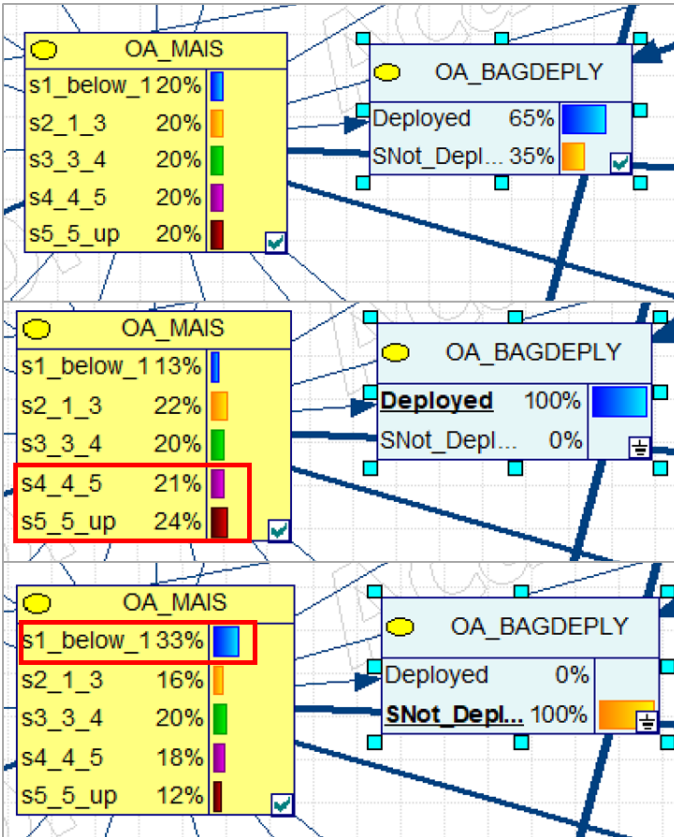 OA_MAIS
s1_below_1 20%
s2_1_3 20%
s3_3_4 20%
s4_4_5 20%
s5_5_up 20%
OA_BAGDEPLY
Deployed 65%
SNot_Depl... 35%
OA_MAIS
s1_below_1 13%
s2_1_3 22%
s3_3_4 20%
s4_4_5 21%
s5_5_up 24%
OA_BAGDEPLY
Deployed 100%
SNot_Depl... 0%
OA_MAIS
s1_below_1 33%
s2_1_3 16%
s3_3_4 20%
s4_4_5 18%
s5_5_up 12%
OA_BAGDEPLY
Deployed 0%
SNot_Depl... 100%